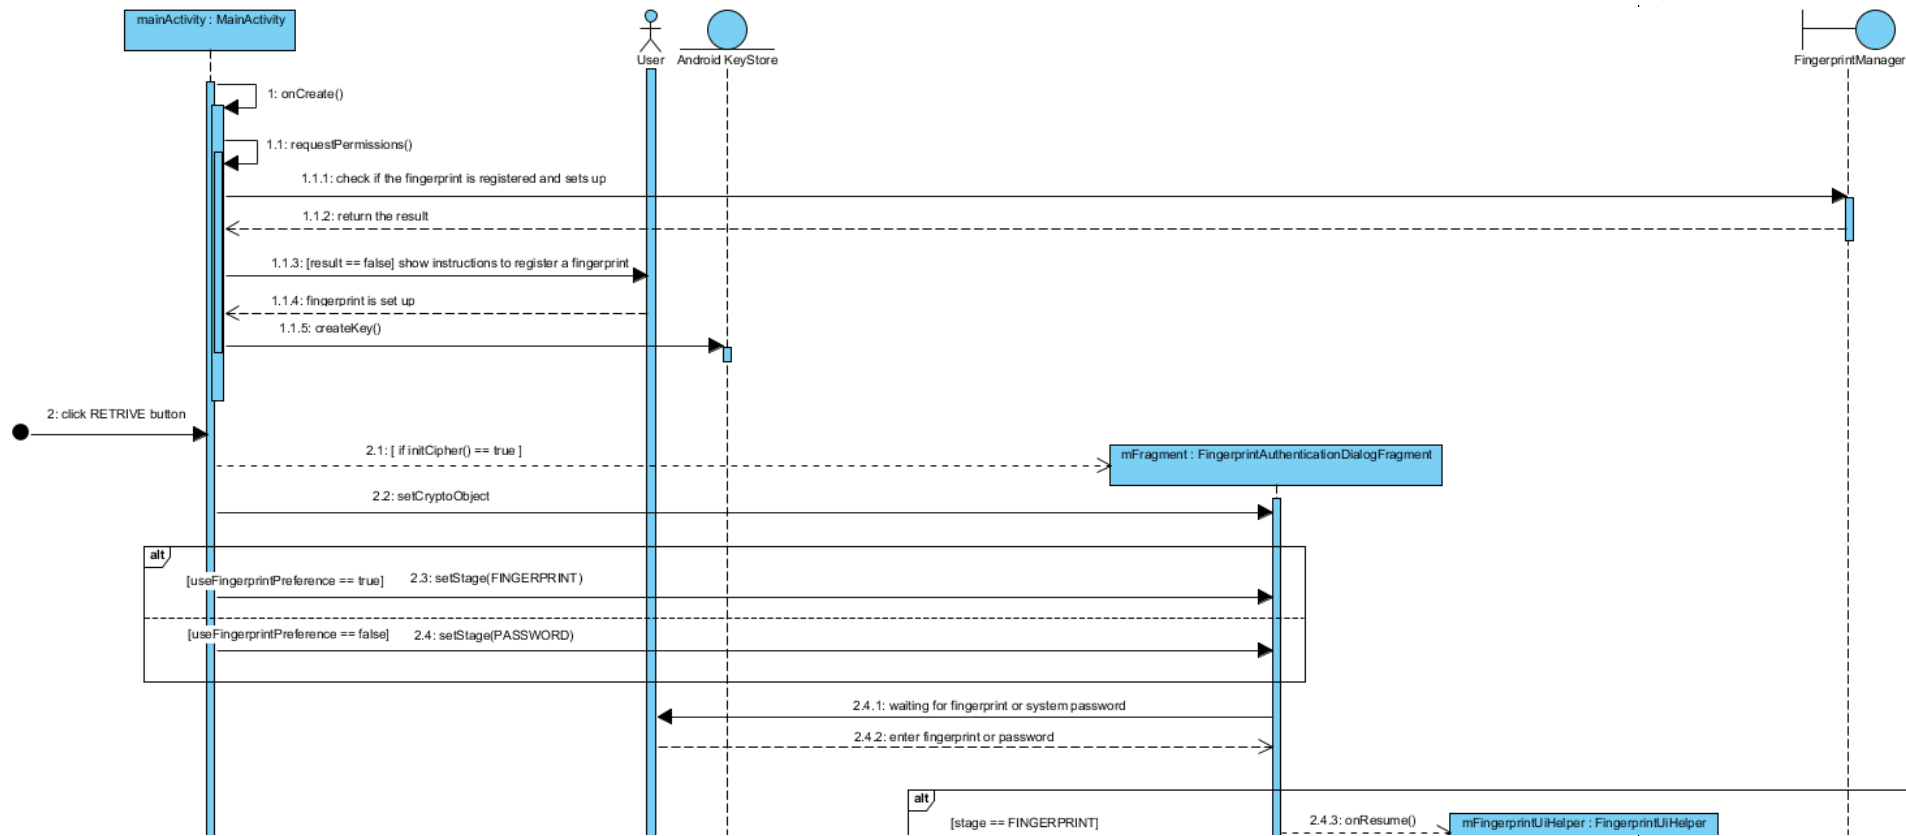 mainActivity : MainActivity
User
Android KeyStore
FingerprintManager
1: onCreate()
1.1: requestPermissions()
1.1.1: check if the fingerprint is registered and sets up
1.1.2: return the result
1.1.3: [result == false] show instructions to register a fingerprint
1.1.4: fingerprint is set up
1.1.5: createKey()
2: click RETRIVE button
2.1: [ if initCipher() == true ]
mFragment : FingerprintAuthenticationDialogFragment
2.2: setCryptoObject
alt
[useFingerprintPreference == true]
2.3: setStage(FINGERPRINT)
[useFingerprintPreference == false]
2.4: setStage(PASSWORD)
2.4.1: waiting for fingerprint or system password
2.4.2: enter fingerprint or password
alt
[stage == FINGERPRINT]
2.4.3: onResume()
mFingerprintUiHelper : FingerprintUiHelper